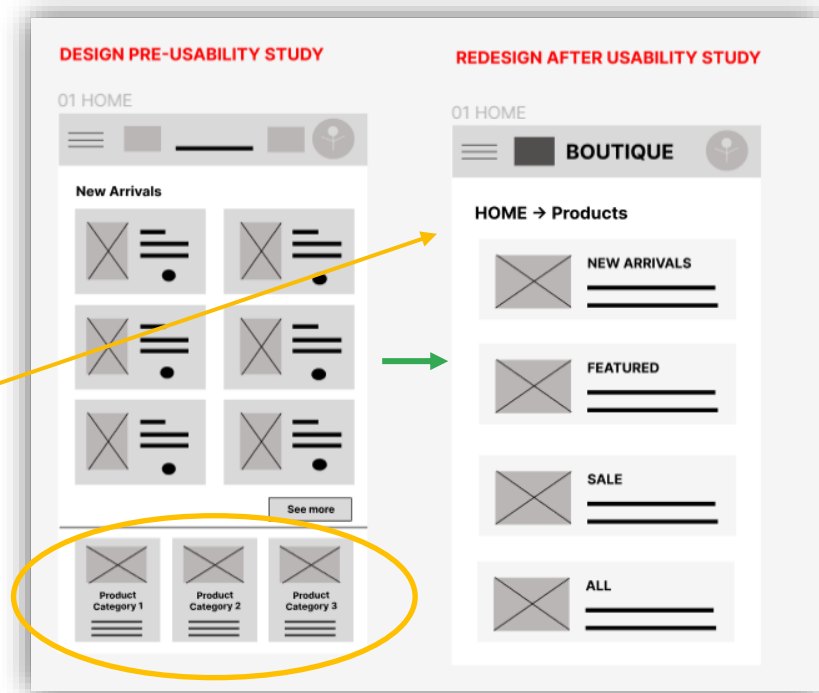 DESIGN PRE-USABILITY STUDY
01 HOME
New Arrivals
See more
Product
Category 1
Product
Category 2
Product
Category 3
REDESIGN AFTER USABILITY STUDY
01 HOME
BOUTIQUE
HOME → Products
NEW ARRIVALS
FEATURED
SALE
ALL